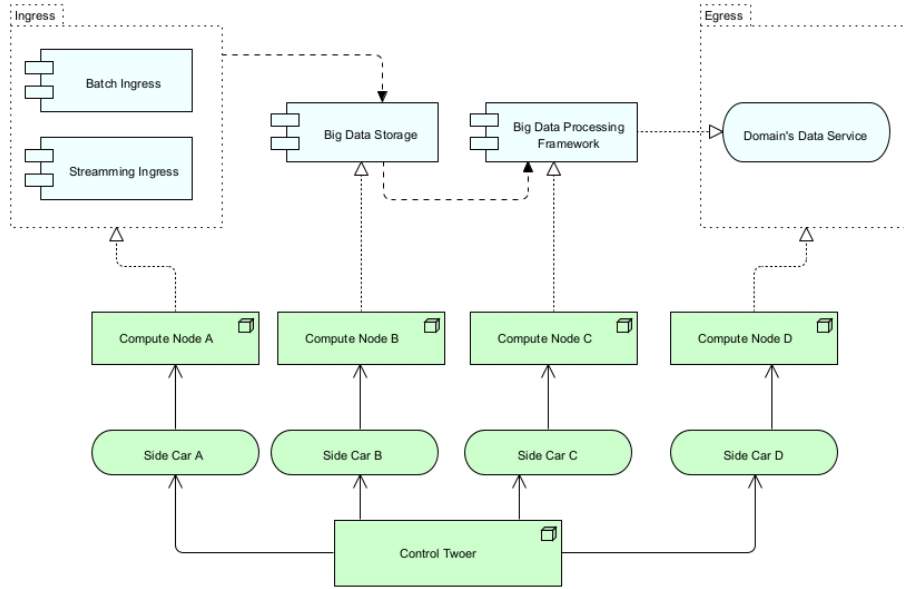 Ingress
Egress
Batch Ingress
Big Data Storage
Big Data Processing
Framework
Domain's Data Service
Streamming Ingress
Compute Node A
Compute Node B
Compute Node C
Compute Node D
Side Car A
Side Car B
Side Car C
Side Car D
Control Twoer